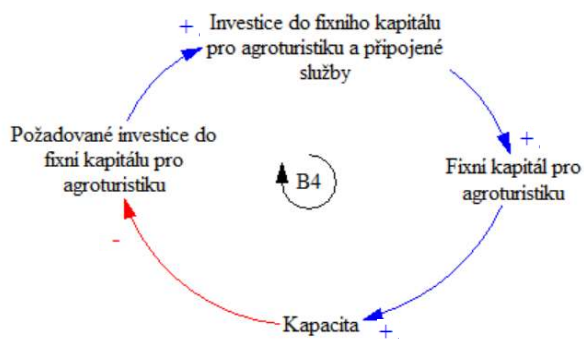 +
Investice do fixního kapitálu
pro agroturistiku a připojené
služby
Požadované investice do
fixní kapitálu pro
agroturistiku
+
Fixní kapitál pro
agroturistiku
B4
-
Kapacita
+